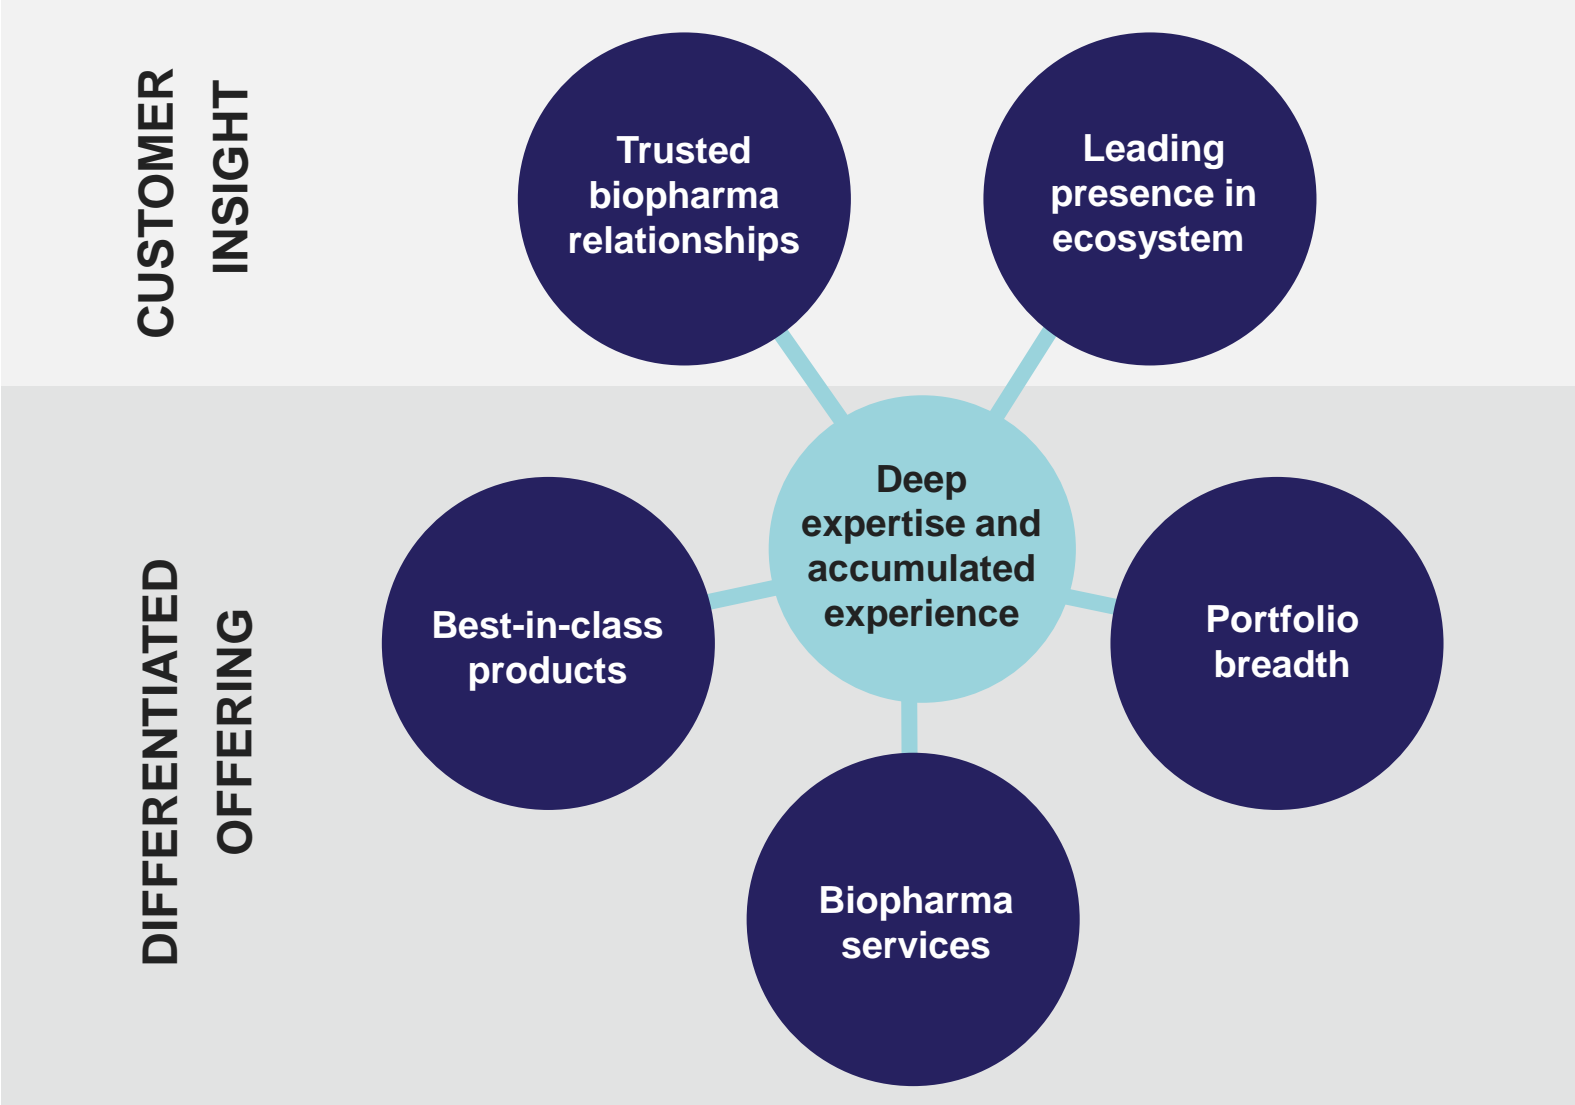 CUSTOMER
INSIGHT
Trusted
biopharma
relationships
Leading
presence in
ecosystem
Deep
expertise and
accumulated
experience
DIFFERENTIATED
OFFERING
Best-in-class
products
Portfolio
breadth
Biopharma
services